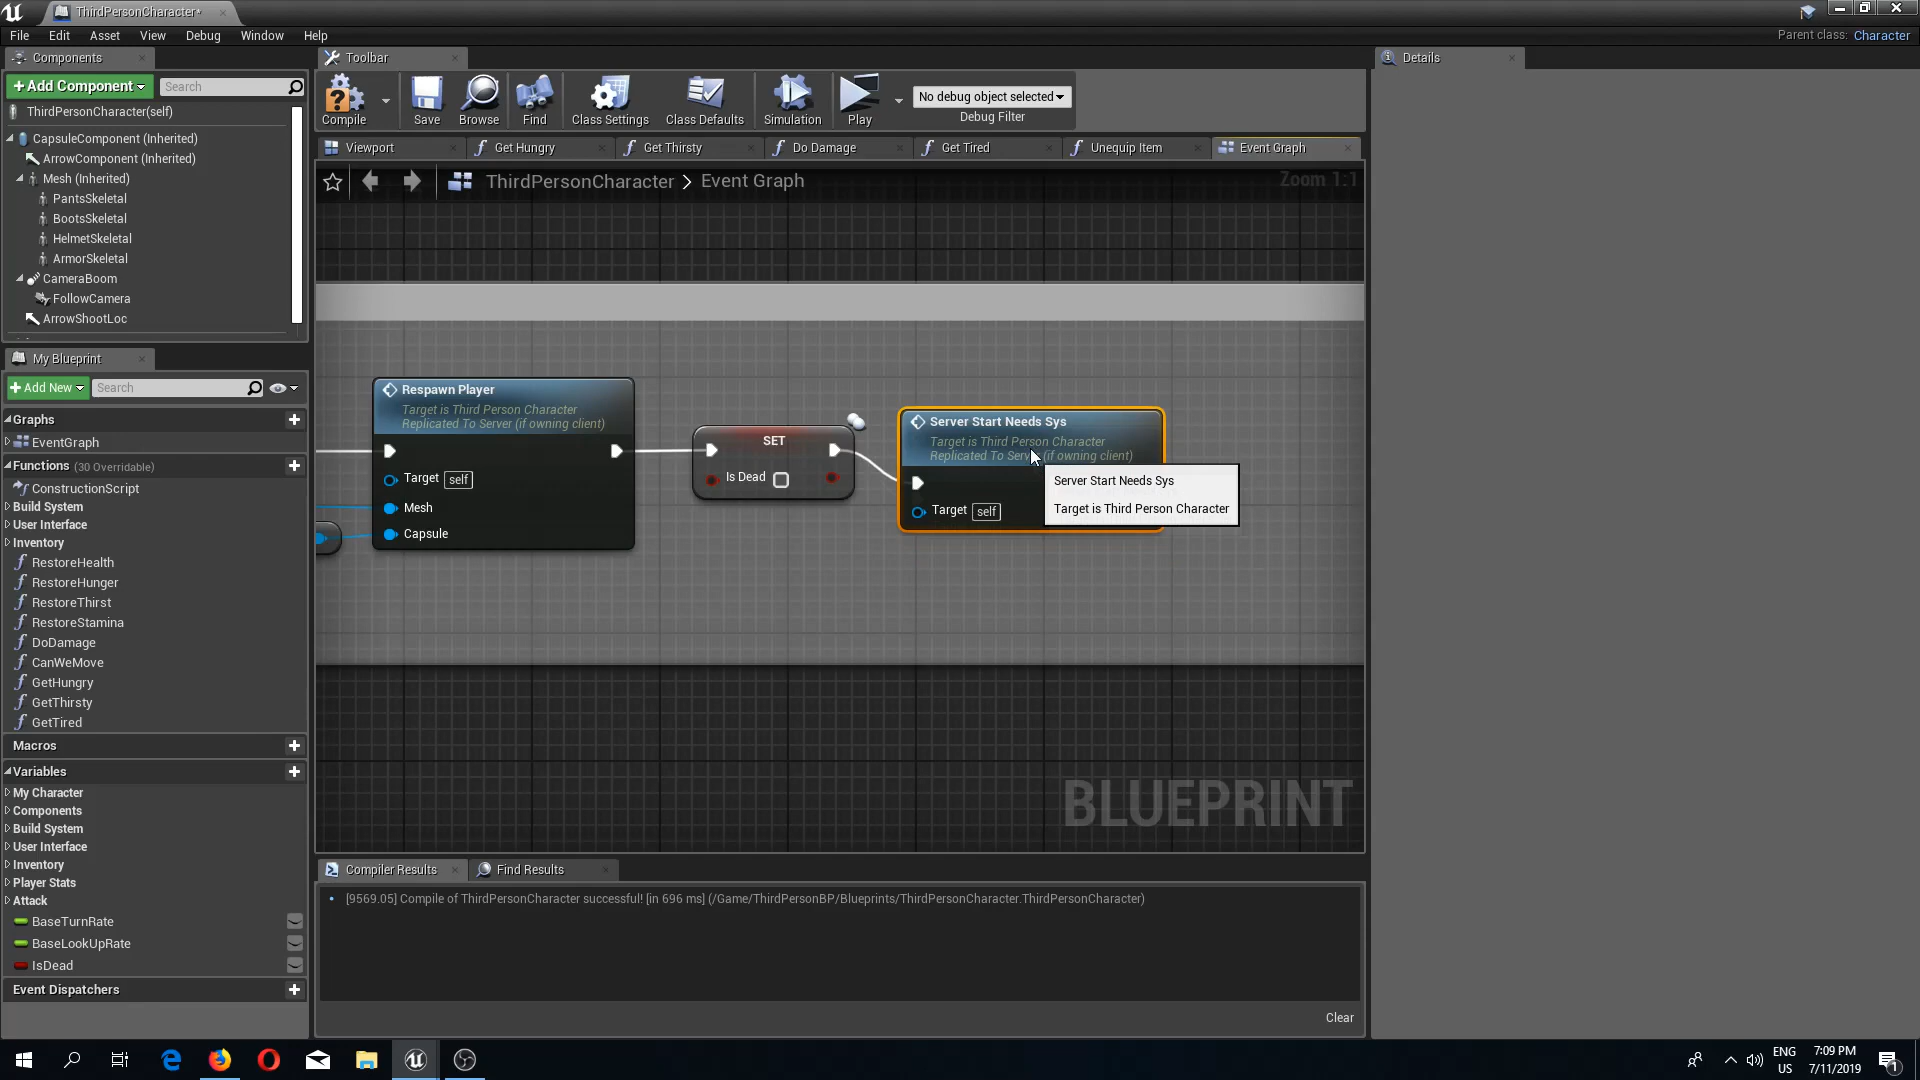 ThirdPersonCharacter*
File Edit Asset View Debug Window Help
Parent class: Character
Components
Toolbar
Details
+Add Component
Search
Compile
Save
Browse
Find
Class Settings
Class Defaults
Simulation
Play
No debug object selected
Debug Filter
ThirdPersonCharacter(self)
CapsuleComponent (Inherited)
ArrowComponent (Inherited)
Mesh (Inherited)
PantsSkeletal
BootsSkeletal
HelmetSkeletal
ArmorSkeletal
CameraBoom
FollowCamera
ArrowShootLoc
Viewport
Get Hungry
Get Thirsty
Do Damage
Get Tired
Unequip Item
Event Graph
ThirdPersonCharacter > Event Graph
Zoom 1:1
My Blueprint
+Add New
Search
Graphs
EventGraph
Functions (30 Overridable)
ConstructionScript
Build System
User Interface
Inventory
RestoreHealth
RestoreHunger
RestoreThirst
RestoreStamina
DoDamage
CanWeMove
GetHungry
GetThirsty
GetTired
Macros
Variables
My Character
Components
Build System
User Interface
Inventory
Player Stats
Attack
BaseTurnRate
BaseLookUpRate
IsDead
Event Dispatchers
Respawn Player
Target is Third Person Character
Replicated To Server (if owning client)
Target self
Mesh
Capsule
SET
Is Dead
Server Start Needs Sys
Target is Third Person Character
Replicated To Server (if owning client)
Target self
Server Start Needs Sys
Target is Third Person Character
BLUEPRINT
Compiler Results
Find Results
[9569.05] Compile of ThirdPersonCharacter successful! [in 696 ms] (/Game/ThirdPersonBP/Blueprints/ThirdPersonCharacter.ThirdPersonCharacter)
Clear
ENG
US
7:09 PM
7/11/2019
1